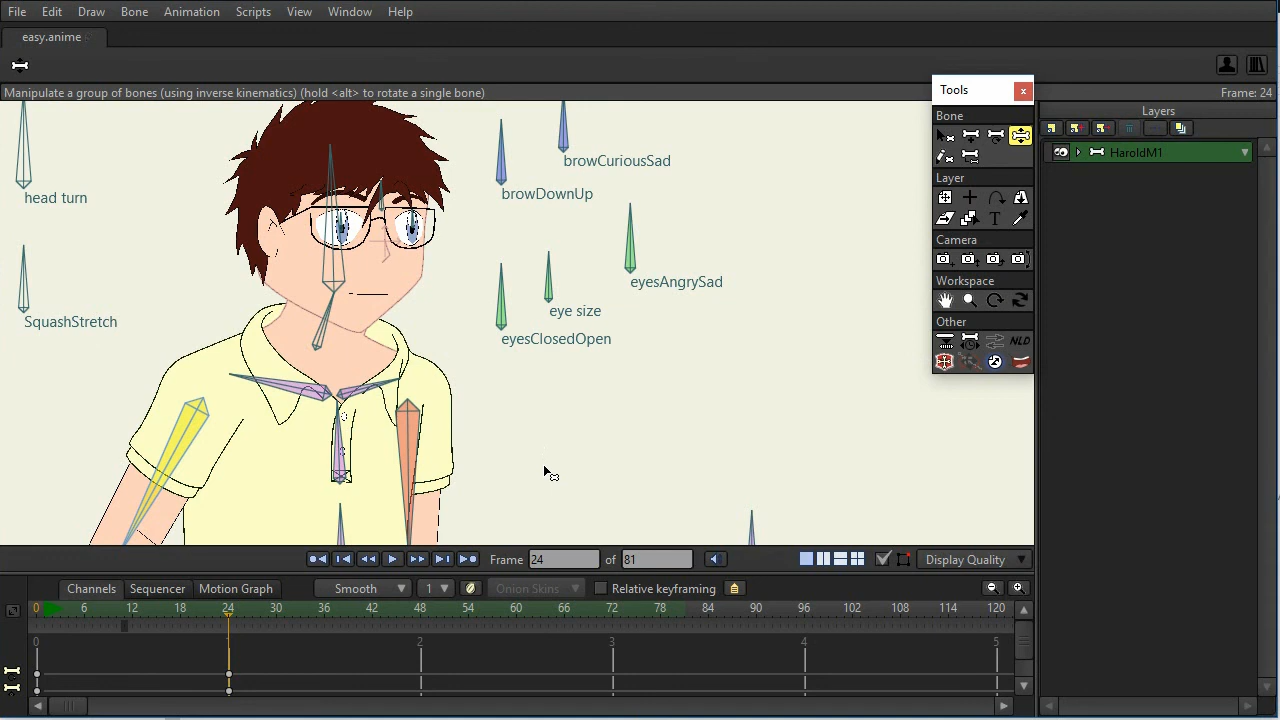 File Edit Draw Bone Animation Scripts View Window Help
easy.anime
Manipulate a group of bones (using inverse kinematics) (hold <alt> to rotate a single bone)
Frame: 24
Tools
x
Bone
Layer
T
Camera
Workspace
Other
NLD
Layers
HaroldM1
head turn
SquashStretch
browCuriousSad
browDownUp
eyesAngrySad
eye size
eyesClosedOpen
Frame 24 of 81
Display Quality
Channels Sequencer Motion Graph Smooth 1 Onion Skins Relative keyframing
0 6 12 18 24 30 36 42 48 54 60 66 72 78 84 90 96 102 108 114 120
0 2 3 4 5